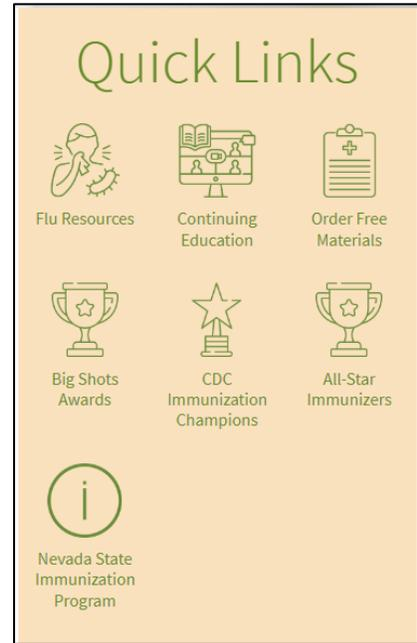 Quick Links
Flu Resources
Continuing
Education
Order Free
Materials
Big Shots
Awards
CDC
Immunization
Champions
All-Star
Immunizers
i
Nevada State
Immunization
Program